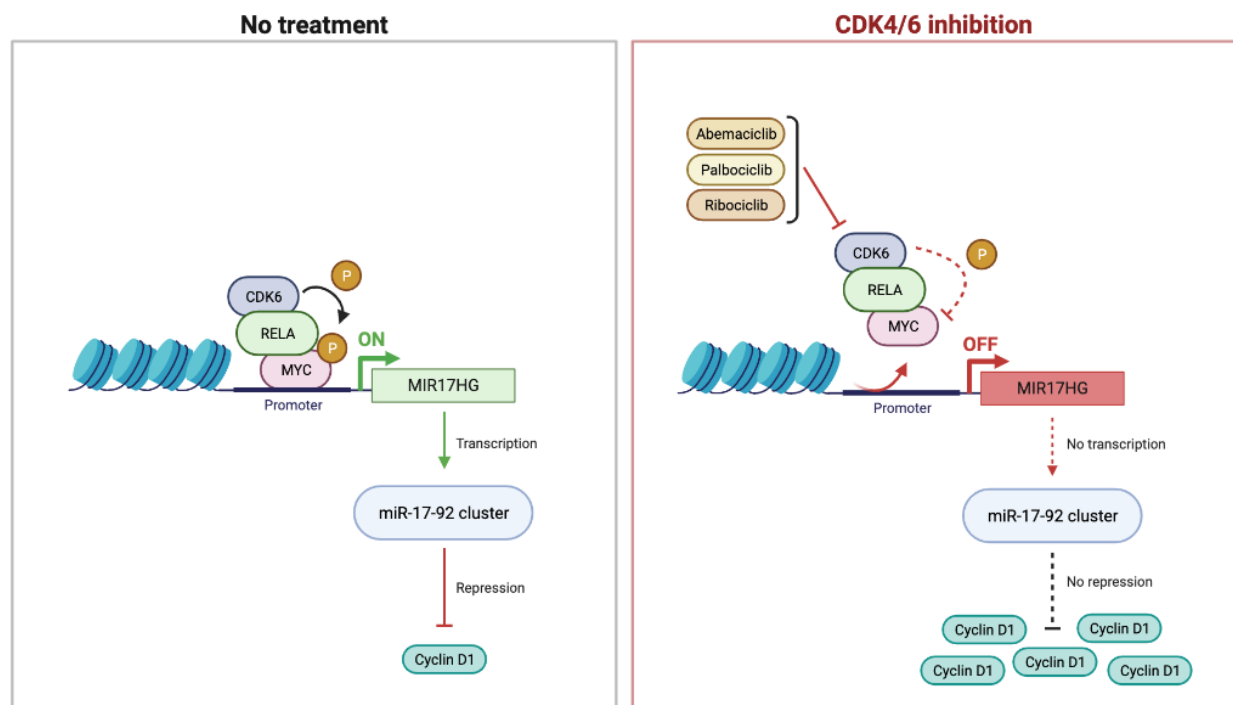 No treatment
P
CDK6
RELA
P
MYC
ON
MIR17HG
Promoter
Transcription
miR-17-92 cluster
Repression
Cyclin D1
CDK4/6 inhibition
Abemaciclib
Palbociclib
Ribociclib
CDK6
P
RELA
MYC
OFF
MIR17HG
Promoter
No transcription
miR-17-92 cluster
No repression
Cyclin D1
Cyclin D1
Cyclin D1
Cyclin D1
Cyclin D1